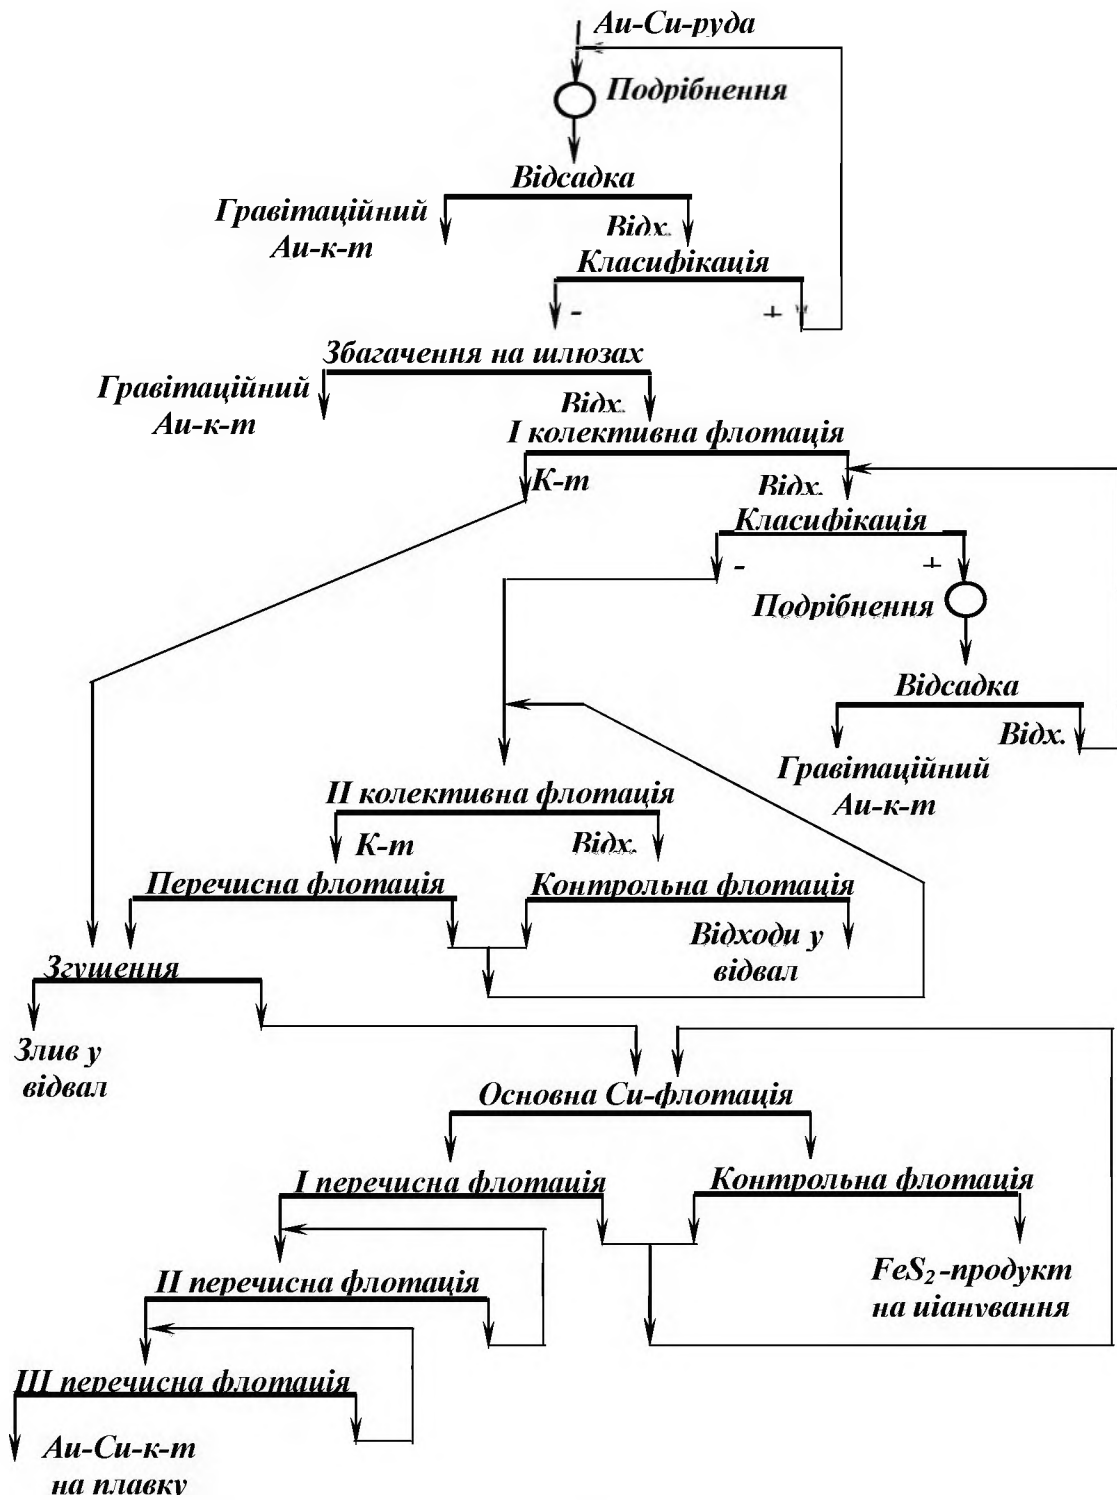 Au-Cu-руда
Подрібнення
Відсадка
Гравітаційний
Au-к-т
Відх.
Класифікація
- +
Збагачення на шлюзах
Гравітаційний
Au-к-т
Відх.
I колективна флотація
К-т
Відх.
Класифікація
- +
Подрібнення
Відсадка
Відх.
Гравітаційний
Au-к-т
II колективна флотація
К-т
Відх.
Перечисна флотація
Контрольна флотація
Відходи у
відвал
Згущення
Злив у
відвал
Основна Cu-флотація
I перечисна флотація
Контрольна флотація
FeS₂-продукт
на ціанування
II перечисна флотація
III перечисна флотація
Au-Cu-к-т
на плавку